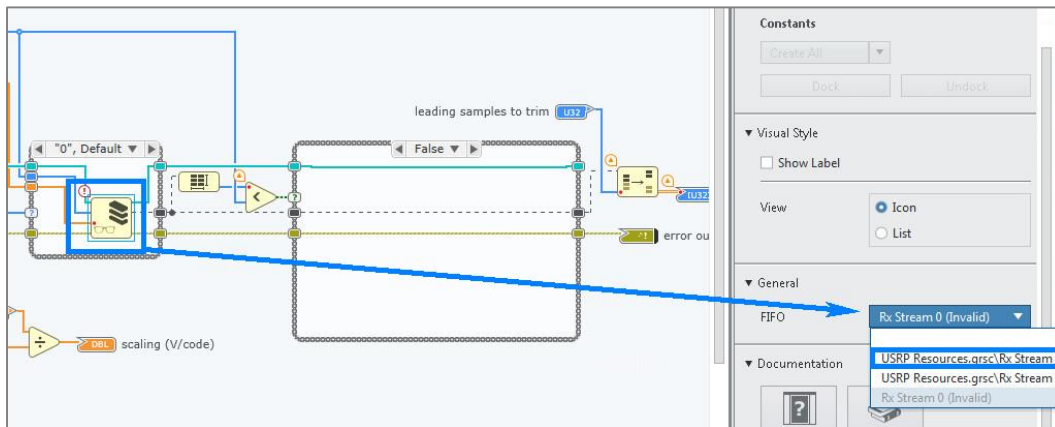 Constants
Create All
Dock
Undock
leading samples to trim
U32
"0", Default
False
Visual Style
Show Label
View
Icon
List
[U32]
error ou
General
FIFO
Rx Stream 0 (Invalid)
USRP Resources.grsc\Rx Stream
USRP Resources.grsc\Rx Stream
Rx Stream 0 (Invalid)
DBL
scaling (V/code)
Documentation